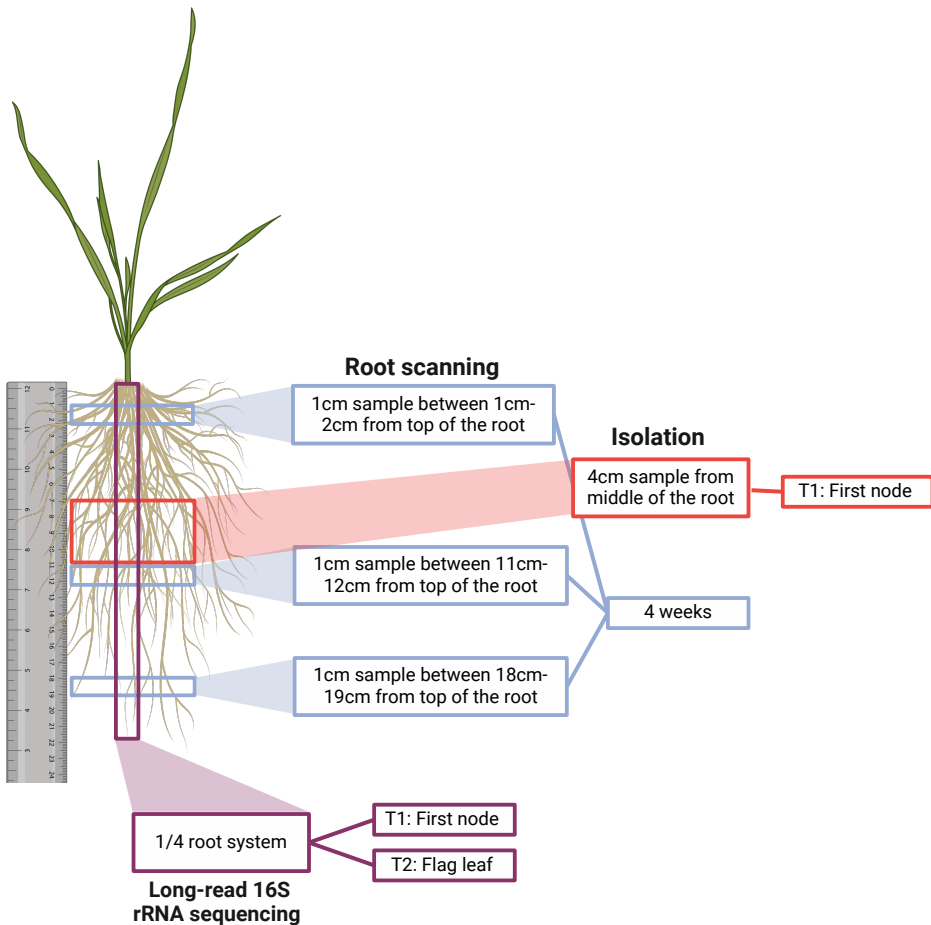 Root scanning
1cm sample between 1cm-
2cm from top of the root
Isolation
4cm sample from
middle of the root
T1: First node
1cm sample between 11cm-
12cm from top of the root
4 weeks
1cm sample between 18cm-
19cm from top of the root
1/4 root system
T1: First node
T2: Flag leaf
Long-read 16S
rRNA sequencing